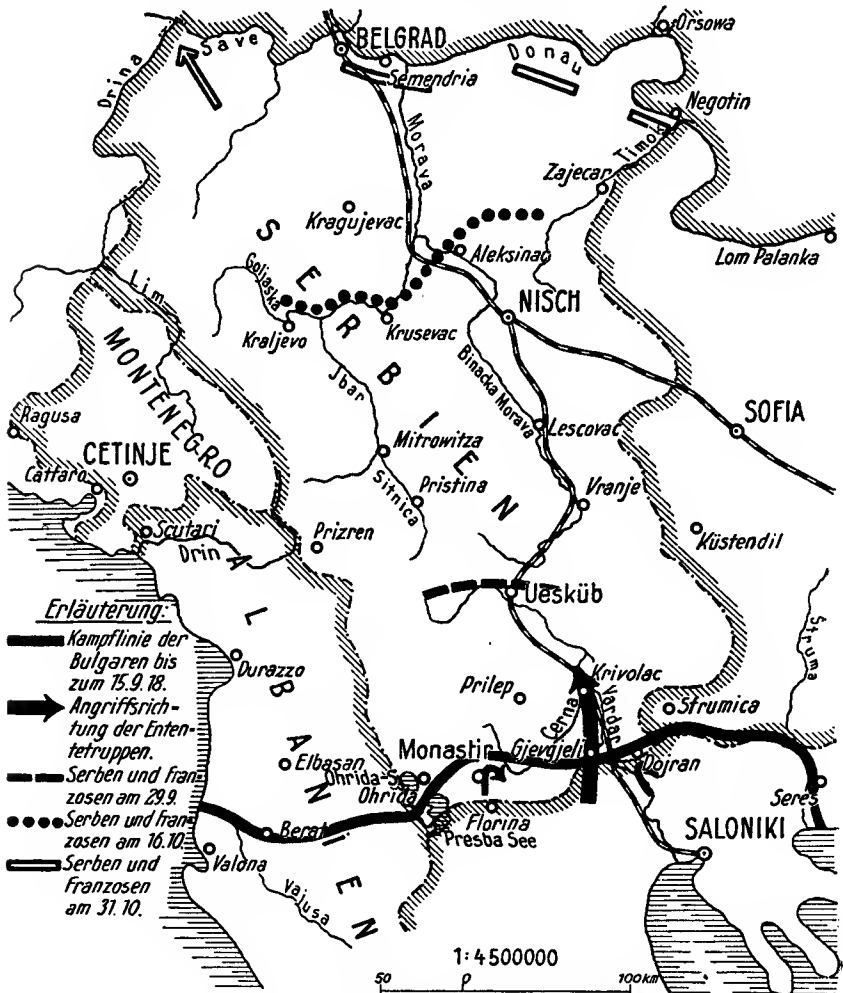 Orsowa
Save
BELGRAD
Donau
Drina
Semendria
Negotin
Morava
Timok
Zajecar
Kragujevac
SERBIEN
Aleksinac
Lom Palanka
Goljaska
Lim
NISCH
Kraljevo
Krusevac
MONTENEGRO
Jbar
Binacka Morava
Ragusa
Mitrowitza
Lescovac
SOFIA
CETINJE
Sitnica
Pristina
Cattaro
Vranje
Scutari
Prizren
Küstendil
Drin
ALBANIEN
Uesküb
Struma
Erläuterung:
Kampflinie der
Bulgaren bis
zum 15.9.18.
Angriffsrich-
tung der Enten-
tetruppen.
Serben und Fran-
zosen am 29.9.
Serben und Fran-
zosen am 16.10.
Serben und
Franzosen
am 31.10.
Durazzo
Krivolac
Prilep
Cerna
Vardar
Strumica
Monastir
Gjevgjeli
Elbasan
Ohrida-S.
Ohrida
Dojran
Seres
Florina
Berat
Presba See
SALONIKI
Valona
Vajusa
1:4500000
50 0 100km